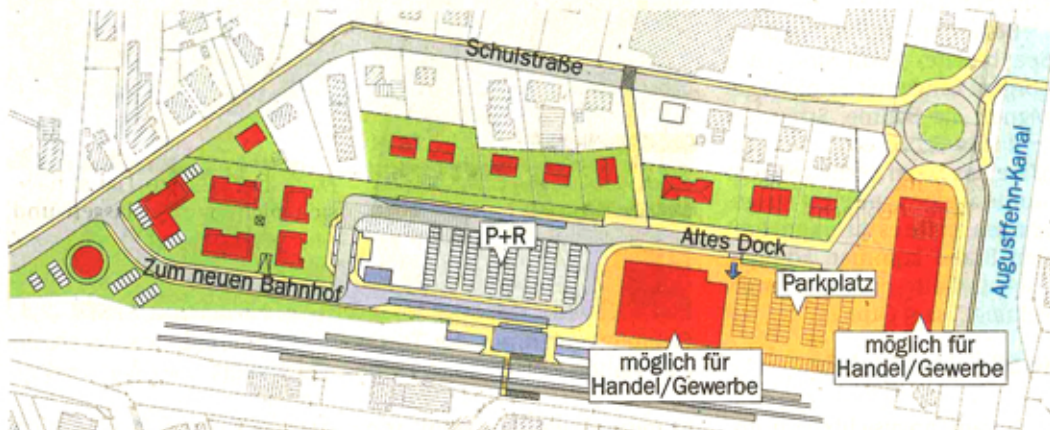 Schulstraße
P+R
Altes Dock
Zum neuen Bahnhof
Parkplatz
Augustfehn-Kanal
möglich für
Handel/Gewerbe
möglich für
Handel/Gewerbe